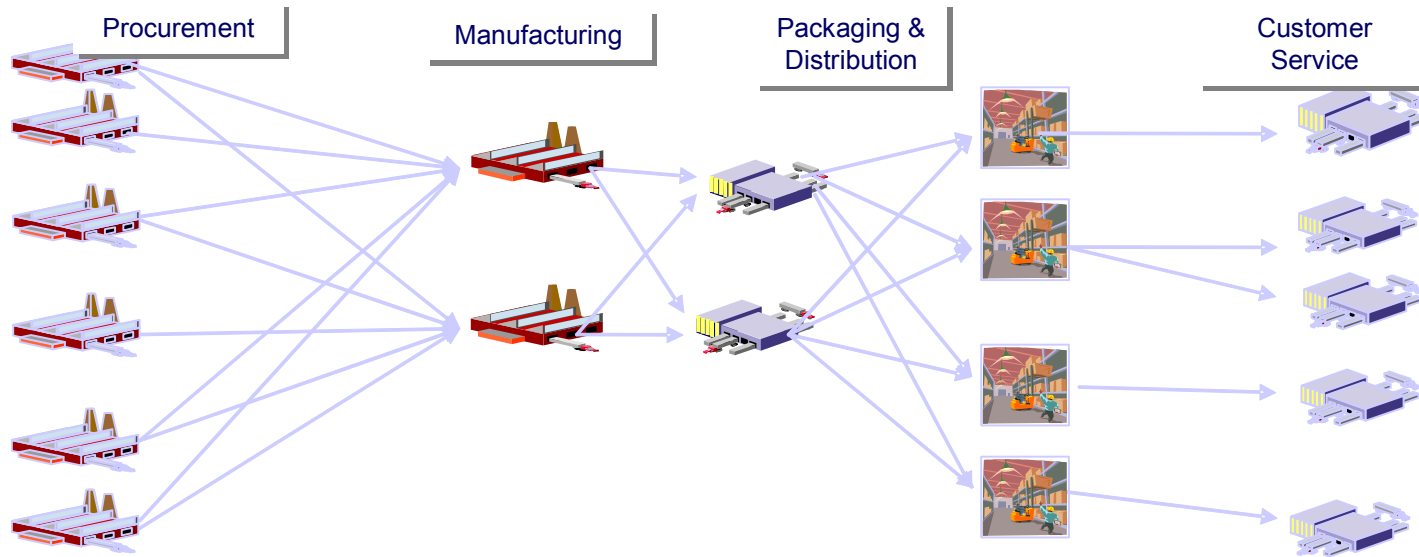 Procurement
Manufacturing
Packaging &
Distribution
Customer
Service